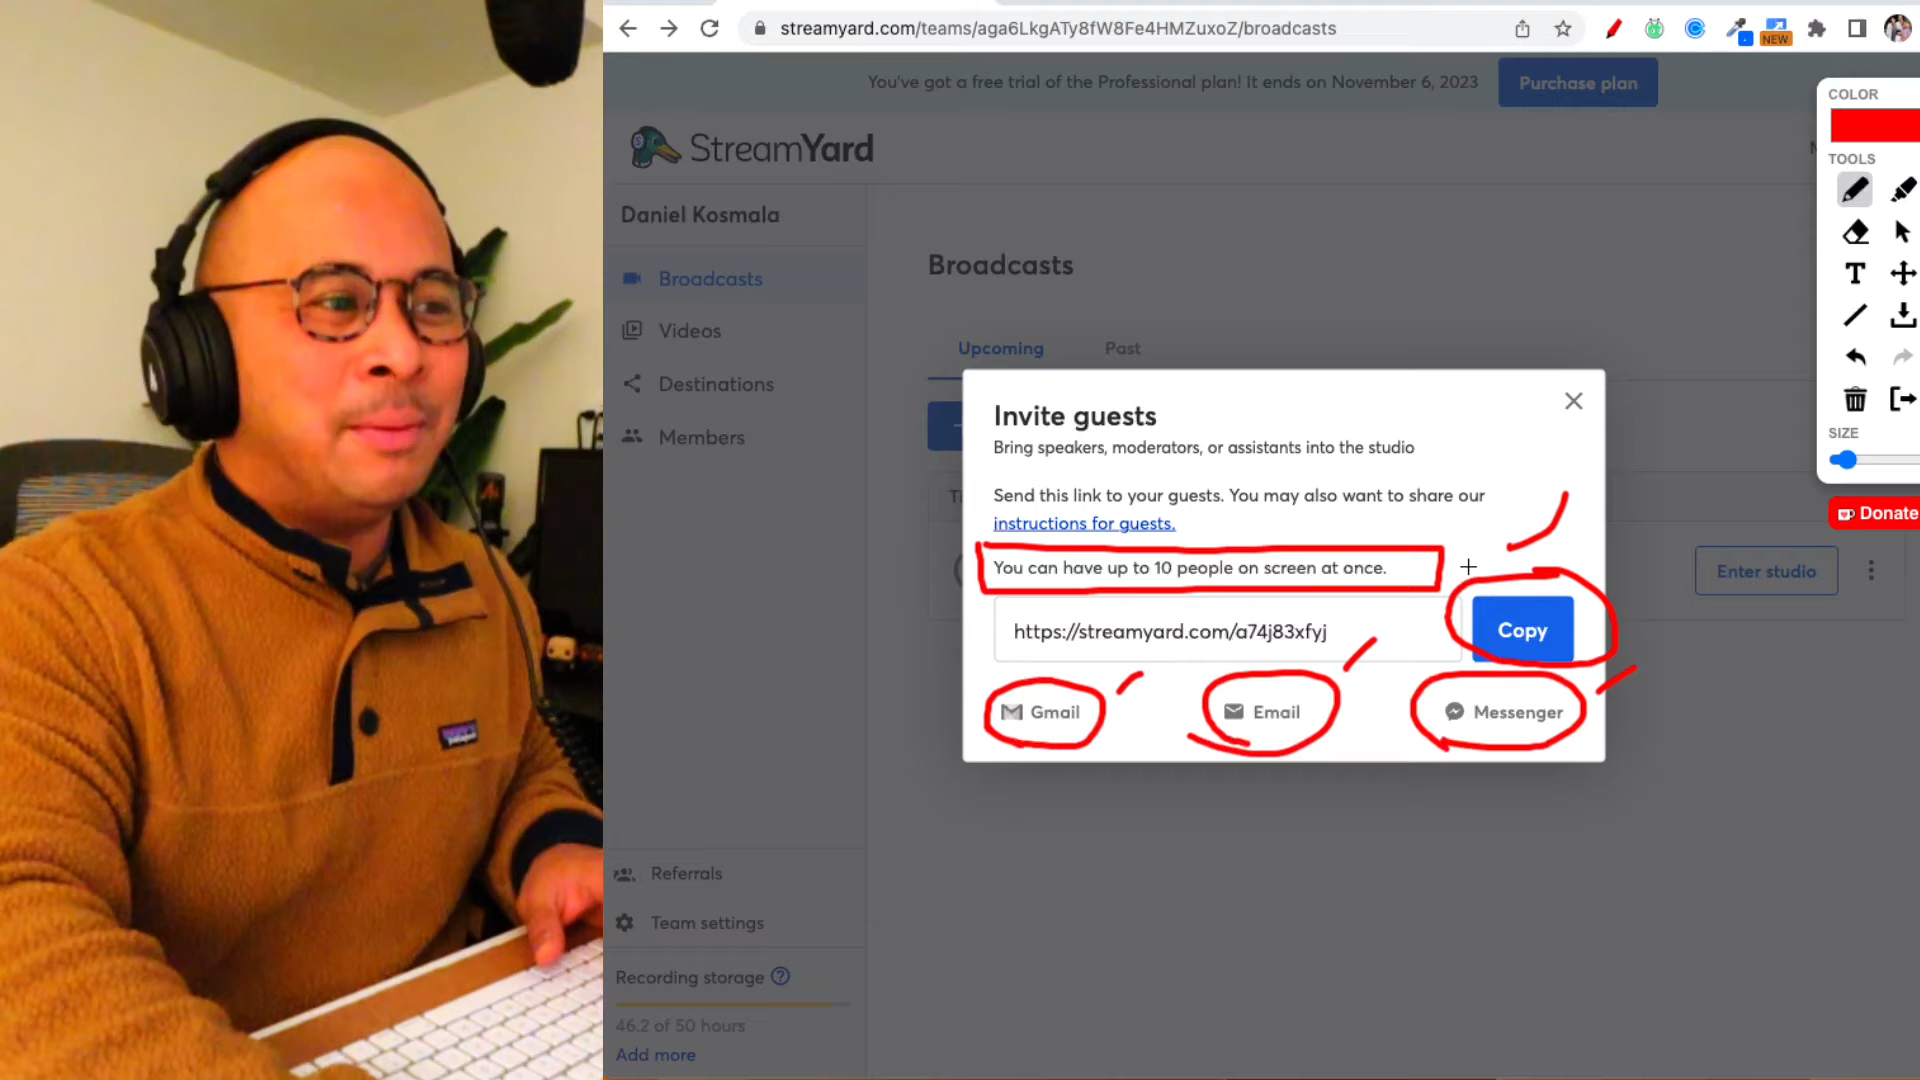 streamyard.com/teams/aga6LkgATy8fW8Fe4HMZuxoZ/broadcasts
NEW
You've got a free trial of the Professional plan! It ends on November 6, 2023
Purchase plan
COLOR
StreamYard
TOOLS
Daniel Kosmala
Broadcasts
Broadcasts
Videos
Upcoming
Past
Destinations
Invite guests
Members
Bring speakers, moderators, or assistants into the studio
SIZE
Send this link to your guests. You may also want to share our
instructions for guests.
Donate
You can have up to 10 people on screen at once.
Enter studio
https://streamyard.com/a74j83xfyj
Copy
Gmail
Email
Messenger
Referrals
Team settings
Recording storage
46.2 of 50 hours
Add more